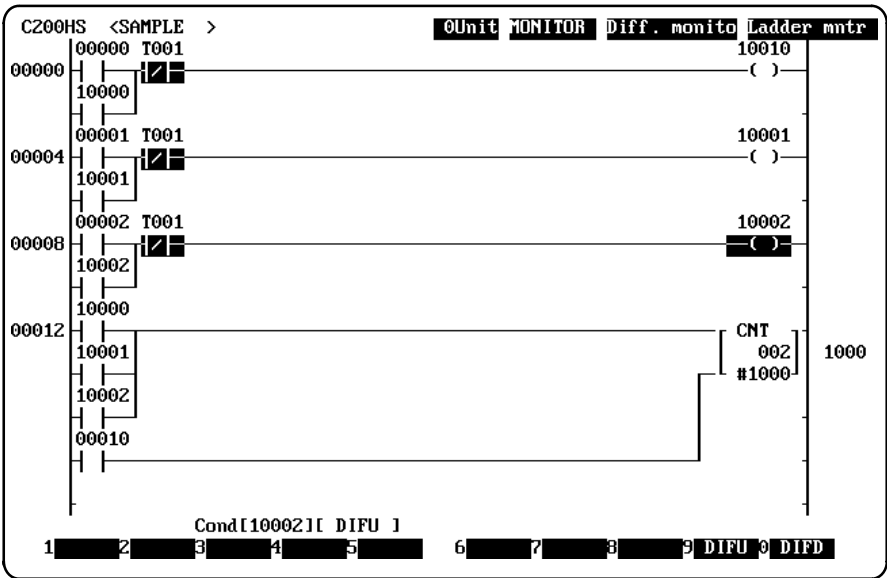 C200HS <SAMPLE > 0Unit MONITOR Diff. monito Ladder mntr
00000 T001 10010
00000 ( )
10000
00001 T001 10001
00004 ( )
10001
00002 T001 10002
00008 ( )
10002
10000
00012 CNT
10001 002 1000
10002 #1000
00010
Cond[10002][ DIFU ]
1 2 3 4 5 6 7 8 9 DIFU 0 DIFD